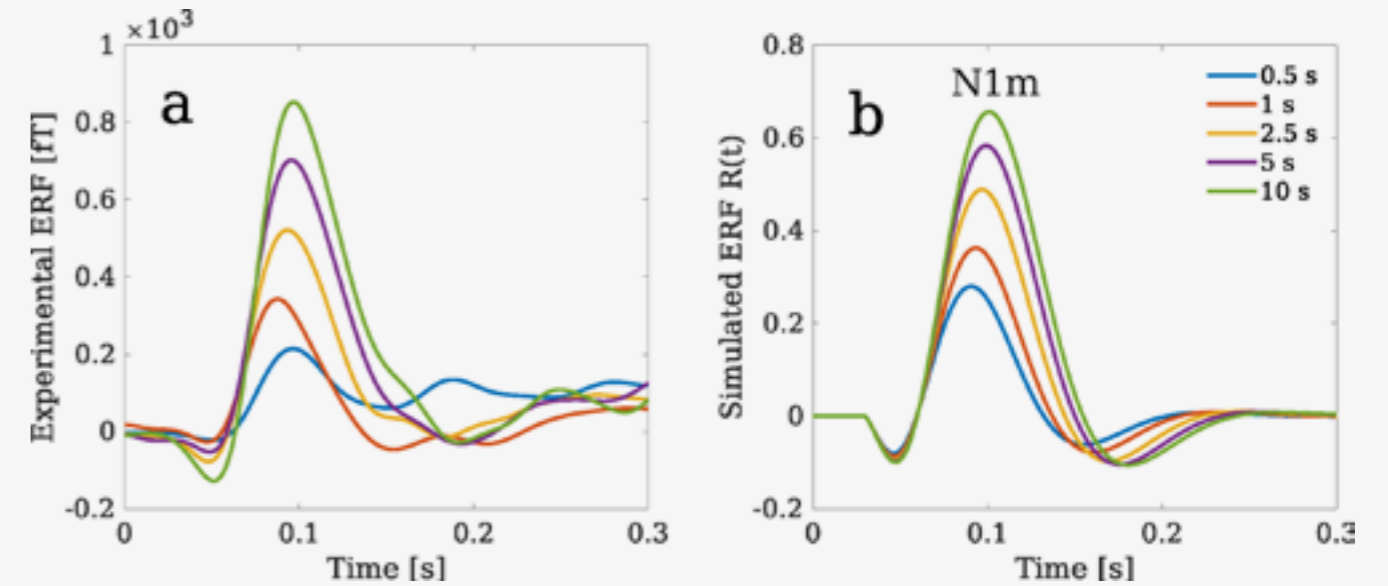 ×10³
1
0.8
0.6
0.4
0.2
0
-0.2
Experimental ERF [fT]
a
0
0.1
0.2
0.3
Time [s]
0.8
0.6
0.4
0.2
0
-0.2
Simulated ERF R(t)
b
N1m
0.5 s
1 s
2.5 s
5 s
10 s
0
0.1
0.2
0.3
Time [s]